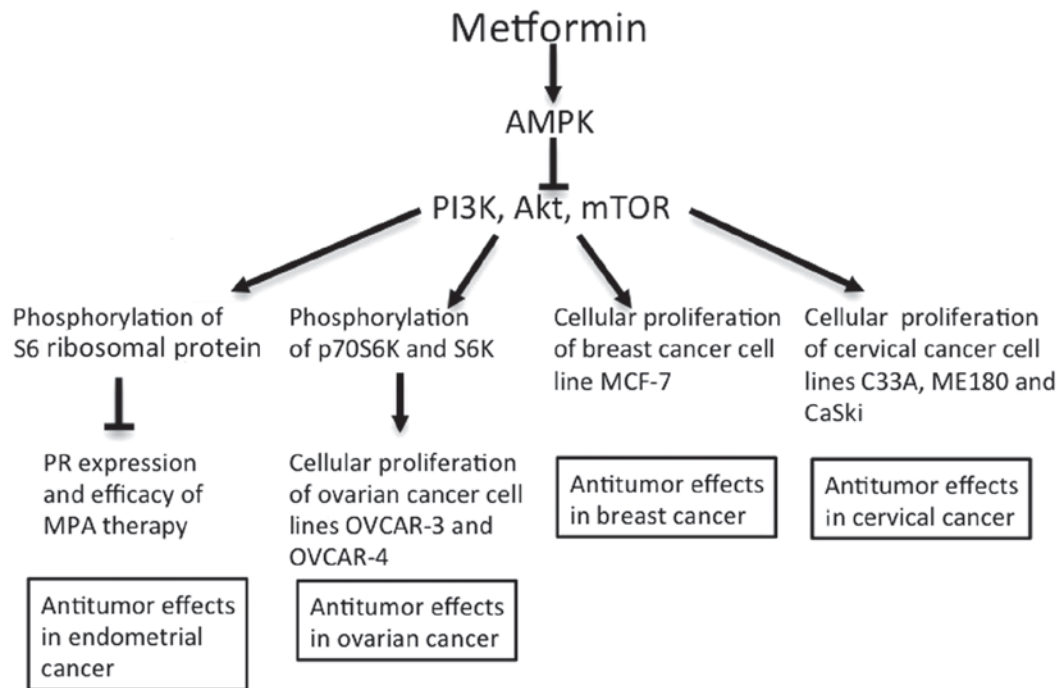 Metformin
AMPK
PI3K, Akt, mTOR
Phosphorylation of
S6 ribosomal protein
PR expression
and efficacy of
MPA therapy
Antitumor effects
in endometrial
cancer
Phosphorylation
of p70S6K and S6K
Cellular proliferation
of ovarian cancer cell
lines OVCAR-3 and
OVCAR-4
Antitumor effects
in ovarian cancer
Cellular proliferation
of breast cancer cell
line MCF-7
Antitumor effects
in breast cancer
Cellular  proliferation
of cervical cancer cell
lines C33A, ME180 and
CaSki
Antitumor effects
in cervical cancer